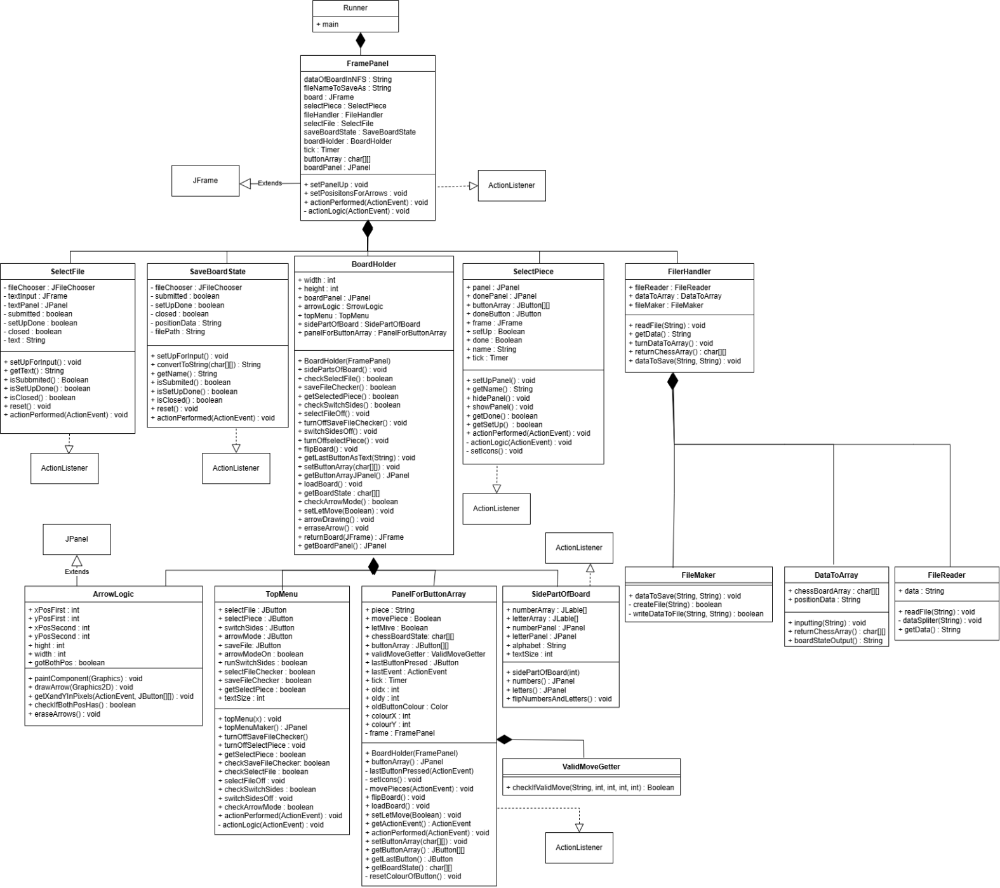 Runner
+ main
FramePanel
dataOfBoardInNFS : String
fileNameToSaveAs : String
board : JFrame
selectPiece : SelectPiece
fileHandler : FileHandler
selectFile : SelectFile
saveBoardState : SaveBoardState
boardHolder : BoardHolder
tick : Timer
buttonArray : char[][]
boardPanel : JPanel
+ setPanelUp : void
+ setPosisitonsForArrows : void
+ actionPerformed(ActionEvent) : void
- actionLogic(ActionEvent) : void
JFrame
Extends
ActionListener
SelectFile
- fileChooser : JFileChooser
- textInput : JFrame
- textPanel : JPanel
- submitted : boolean
- setUpDone : boolean
- closed : boolean
- text : String
+ setUpForInput() : void
+ getText() : String
+ isSubbmited() : Boolean
+ isSetUpDone() : boolean
+ isClosed() : boolean
+ reset() : void
+ actionPerformed(ActionEvent) : void
ActionListener
SaveBoardState
- fileChooser : JFileChooser
- submitted : boolean
- setUpDone : boolean
- closed : boolean
- positionData : String
- filePath : String
+ setUpForInput() : void
+ convertToString(char[][]) : String
+ getName() : String
+ isSubmited() : boolean
+ isSetUpDone() : boolean
+ isClosed() : boolean
+ reset() : void
+ actionPerformed(ActionEvent) : void
ActionListener
BoardHolder
+ width : int
+ height : int
+ boardPanel : JPanel
+ arrowLogic : SrrowLogic
+ topMenu : TopMenu
+ sidePartOfBoard : SidePartOfBoard
+ panelForButtonArray : PanelForButtonArray
+ BoardHolder(FramePanel)
+ sidePartsOfBoard() : void
+ checkSelectFile() : boolean
+ saveFileChecker() : boolean
+ getSelectedPiece() : boolean
+ checkSwitchSides() : boolean
+ selectFileOff() : void
+ turnOffSaveFileChecker() : void
+ switchSidesOff() : void
+ turnOffselectPiece() : void
+ flipBoard() : void
+ getLastButtonAsText(String) : void
+ setButtonArray(char[][]) : void
+ getButtonArrayJPanel() : JPanel
+ loadBoard() : void
+ getBoardState : char[][]
+ checkArrowMode() : boolean
+ setLetMove(Boolean) : void
+ arrowDrawing() : void
+ erraseArrow() : void
+ returnBoard(JFrame) : JFrame
+ getBoardPanel() : JPanel
SelectPiece
+ panel : JPanel
+ donePanel : JPanel
+ buttonArray : JButton[][]
+ doneButton : JButton
+ frame : JFrame
+ setUp : Boolean
+ done : Boolean
+ name : String
+ tick : Timer
+ setUpPanel() : void
+ getName() : String
+ hidePanel() : void
+ showPanel() : void
+ getDone() : boolean
+ getSetUp() : boolean
+ actionPerformed(ActionEvent) : void
- actionLogic(ActionEvent) : void
- setIcons() : void
ActionListener
FilerHandler
+ fileReader : FileReader
+ dataToArray : DataToArray
+ fileMaker : FileMaker
+ readFile(String) : void
+ getData() : String
+ turnDataToArray() : void
+ returnChessArray() : char[][]
+ dataToSave(String, String) : void
JPanel
Extends
ArrowLogic
+ xPosFirst : int
+ yPosFirst : int
+ xPosSecond : int
+ yPosSecond : int
+ hight : int
+ width : int
+ gotBothPos : boolean
+ paintComponent(Graphics) : void
+ drawArrow(Graphics2D) : void
+ getXandYInPixels(ActionEvent, JButton[][]) : void
+ checkIfBothPosHas() : boolean
+ eraseArrows() : void
TopMenu
+ selectFile : JButton
+ selectPiece : JButton
+ switchSides : JButton
+ arrowMode : JButton
+ saveFile: JButton
+ arrowModeOn : boolean
+ runSwitchSides : boolean
+ selectFileChecker : boolean
+ saveFileChecker : boolean
+ getSelectPiece : boolean
+ textSize : int
+ topMenu(x) : void
+ topMenuMaker() : JPanel
+ turnOffSaveFileChecker()
+ turnOffSelectPiece : void
+ getSelectPiece : boolean
+ checkSaveFileChecker: boolean
+ checkSelectFile : boolean
+ selectFileOff : void
+ checkSwitchSides : boolean
+ switchSidesOff : void
+ checkArrowMode : boolean
+ actionPerformed(ActionEvent) : void
- actionLogic(ActionEvent) : void
PanelForButtonArray
+ piece : String
+ movePiece : Boolean
+ letMive : Boolean
+ chessBoardState: char[][]
+ buttonArray : JButton[][]
+ validMoveGetter : ValidMoveGetter
+ lastButtonPresed : JButton
+ lastEvent : ActionEvent
+ tick : Timer
+ oldx : int
+ oldy : int
+ oldButtonColour : Color
+ colourX : int
+ colourY : int
- frame : FramePanel
+ BoardHolder(FramePanel)
+ buttonArray() : JPanel
- lastButtonPressed(ActionEvent)
- setIcons() : void
- movePieces(ActionEvent) : void
+ flipBoard() : void
+ loadBoard() : void
+ setLetMove(Boolean) : void
+ getActionEvent() : ActionEvent
+ actionPerformed(ActionEvent) : void
+ setButtonArray(char[][]) : void
+ getButtonArray() : JButton[][]
+ getLastButton() : JButton
+ getBoardState() : char[][]
- resetColourOfButton() : void
ActionListener
SidePartOfBoard
+ numberArray : JLable[]
+ letterArray : JLable[]
+ numberPanel : JPanel
+ letterPanel : JPanel
+ alphabet : String
+ textSize : int
+ sidePartOfBoard(int)
+ numbers() : JPanel
+ letters() : JPanel
+ flipNumbersAndLetters() : void
ValidMoveGetter
+ checkIfValidMove(String, int, int, int, int) : Boolean
ActionListener
FileMaker
+ dataToSave(String, String) : void
- createFile(String) : boolean
- writeDataToFile(String, String) : boolean
DataToArray
+ chessBoardArray : char[][]
+ positionData : String
+ inputting(String) : void
+ returnChessArray() : char[][]
+ boardStateOutput() : String
FileReader
+ data : String
+ readFile(String) : void
- dataSpliter(String) : void
+ getData() : String